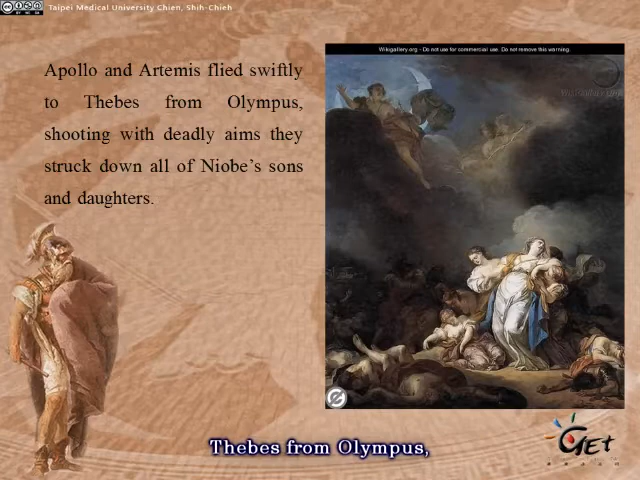 Taipei Medical University Chien, Shih-Chieh
Wikigallery.org - Do not use for commercial use. Do not remove this warning.
Apollo and Artemis flied swiftly
to Thebes from Olympus,
shooting with deadly aims they
struck down all of Niobe's sons
and daughters.
Thebes from Olympus,
GET